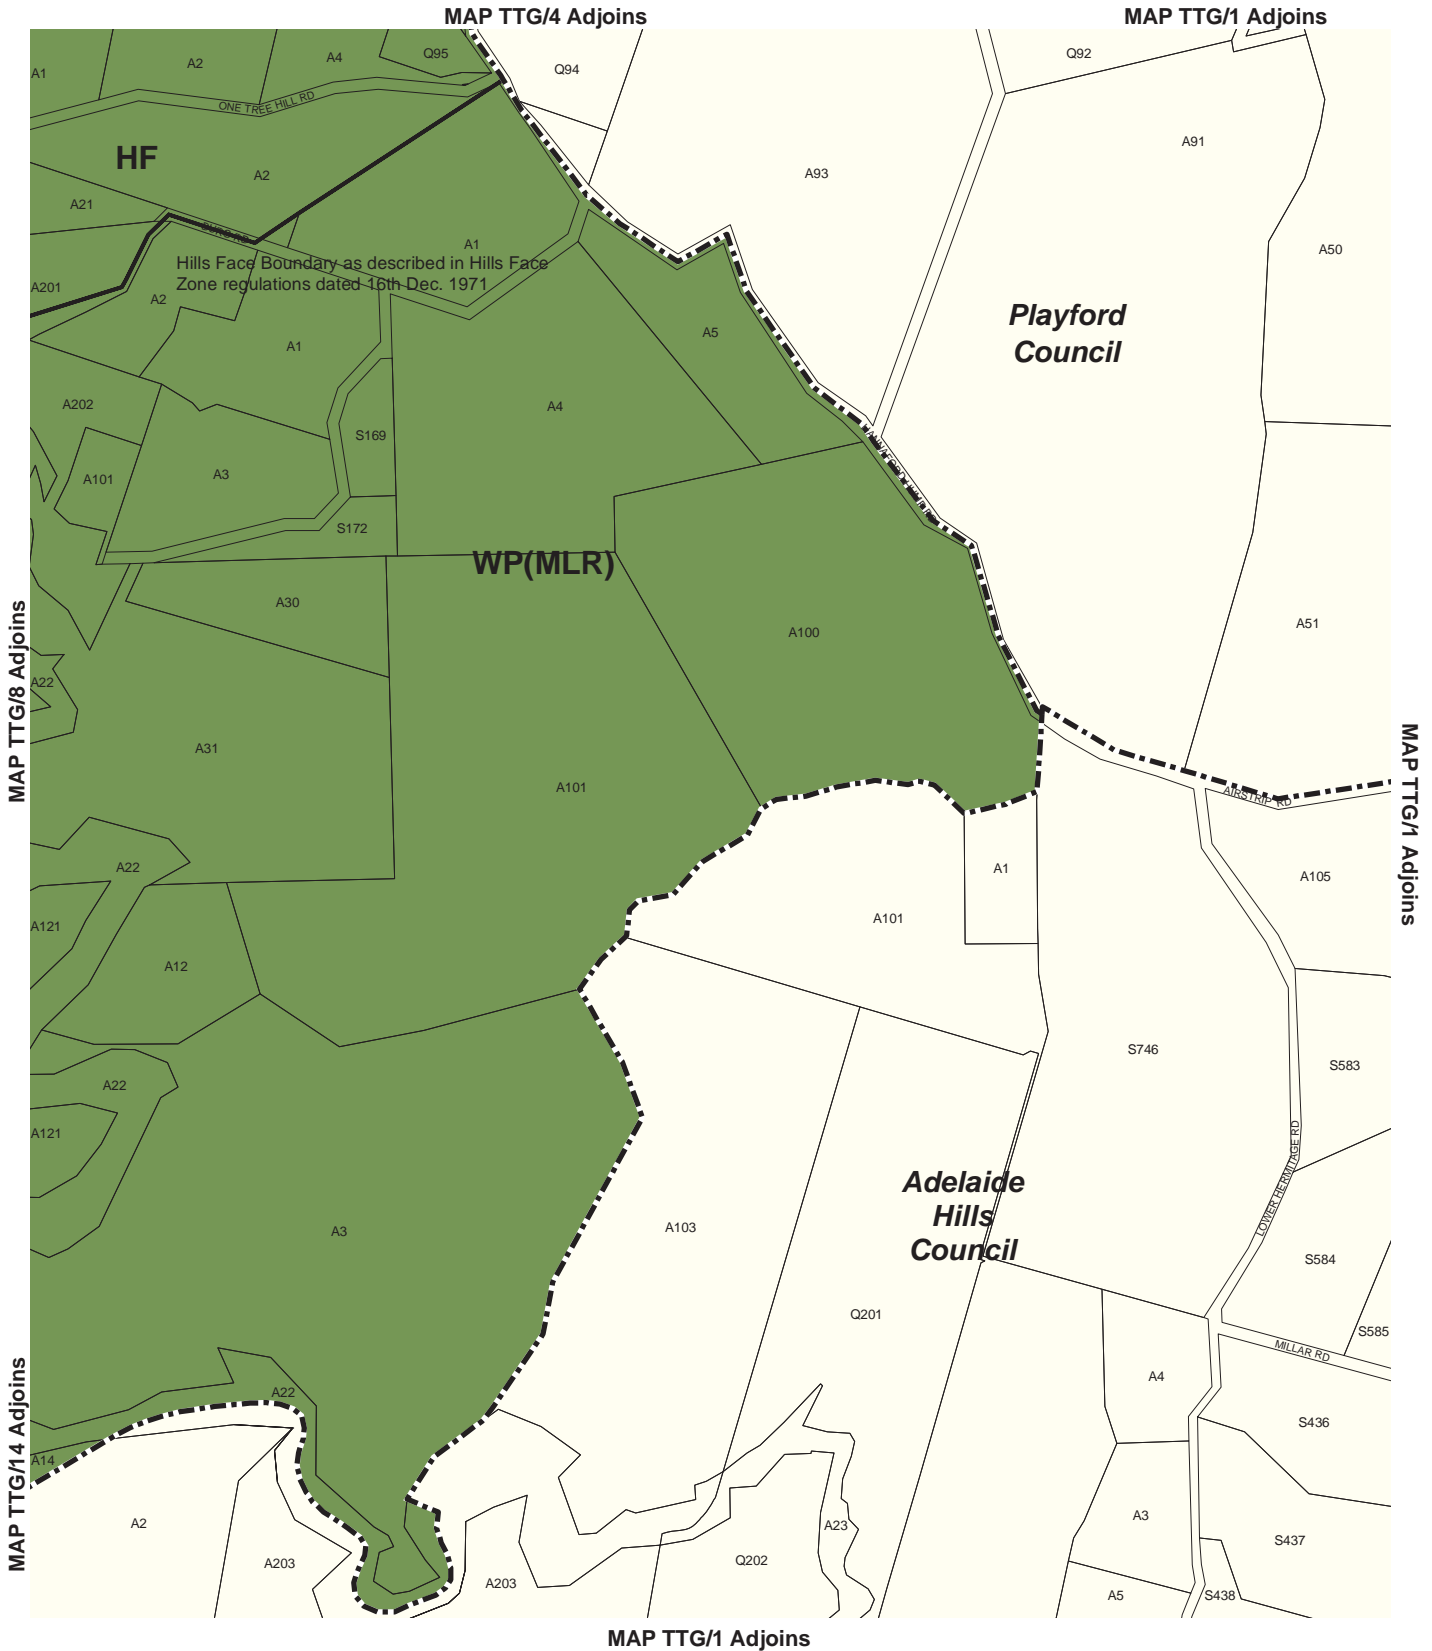 MAP TTG/4 Adjoins
MAP TTG/1 Adjoins
A1
A2
A4
Q95
Q94
Q92
ONE TREE HILL RD
HF
A2
A93
A91
A21
A1
A50
Hills Face Boundary as described in Hills Face
Zone regulations dated 16th Dec. 1971
A201
A2
Playford
Council
A5
A1
A202
A4
S169
A101
A3
S172
WP(MLR)
A30
A100
A51
MAP TTG/8 Adjoins
A22
A31
A101
MAP TTG/1 Adjoins
AIRSTRIP RD
A22
A1
A105
A121
A101
A12
S746
S583
A22
A121
LOWER HERMITAGE RD
Adelaide
Hills
Council
A3
A103
S584
Q201
S585
MILLAR RD
A4
A22
MAP TTG/14 Adjoins
S436
A14
A2
A23
A3
S437
A203
A203
Q202
A5
S438
MAP TTG/1 Adjoins